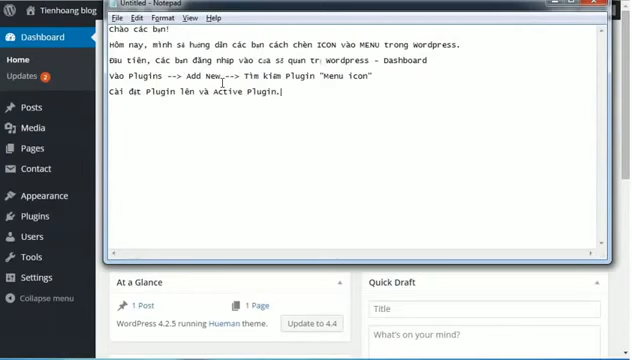 Tienhoang blog
Untitled - Notepad
File Edit Format View Help
Chào các bạn!
Hôm nay, mình sẽ hướng dẫn các bạn cách chèn ICON vào MENU trong Wordpress.
Đầu tiên, Các bạn đăng nhập vào cửa sổ quản trị Wordpress - Dashboard
Vào Plugins --> Add New --> Tìm kiếm Plugin "Menu icon"
Cài đặt Plugin lên và Active Plugin.
Dashboard
Home
Updates 2
Posts
Media
Pages
Contact
Appearance
Plugins
Users
Tools
Settings
Collapse menu
At a Glance
1 Post 1 Page
WordPress 4.2.5 running Hueman theme. Update to 4.4
Quick Draft
Title
What's on your mind?